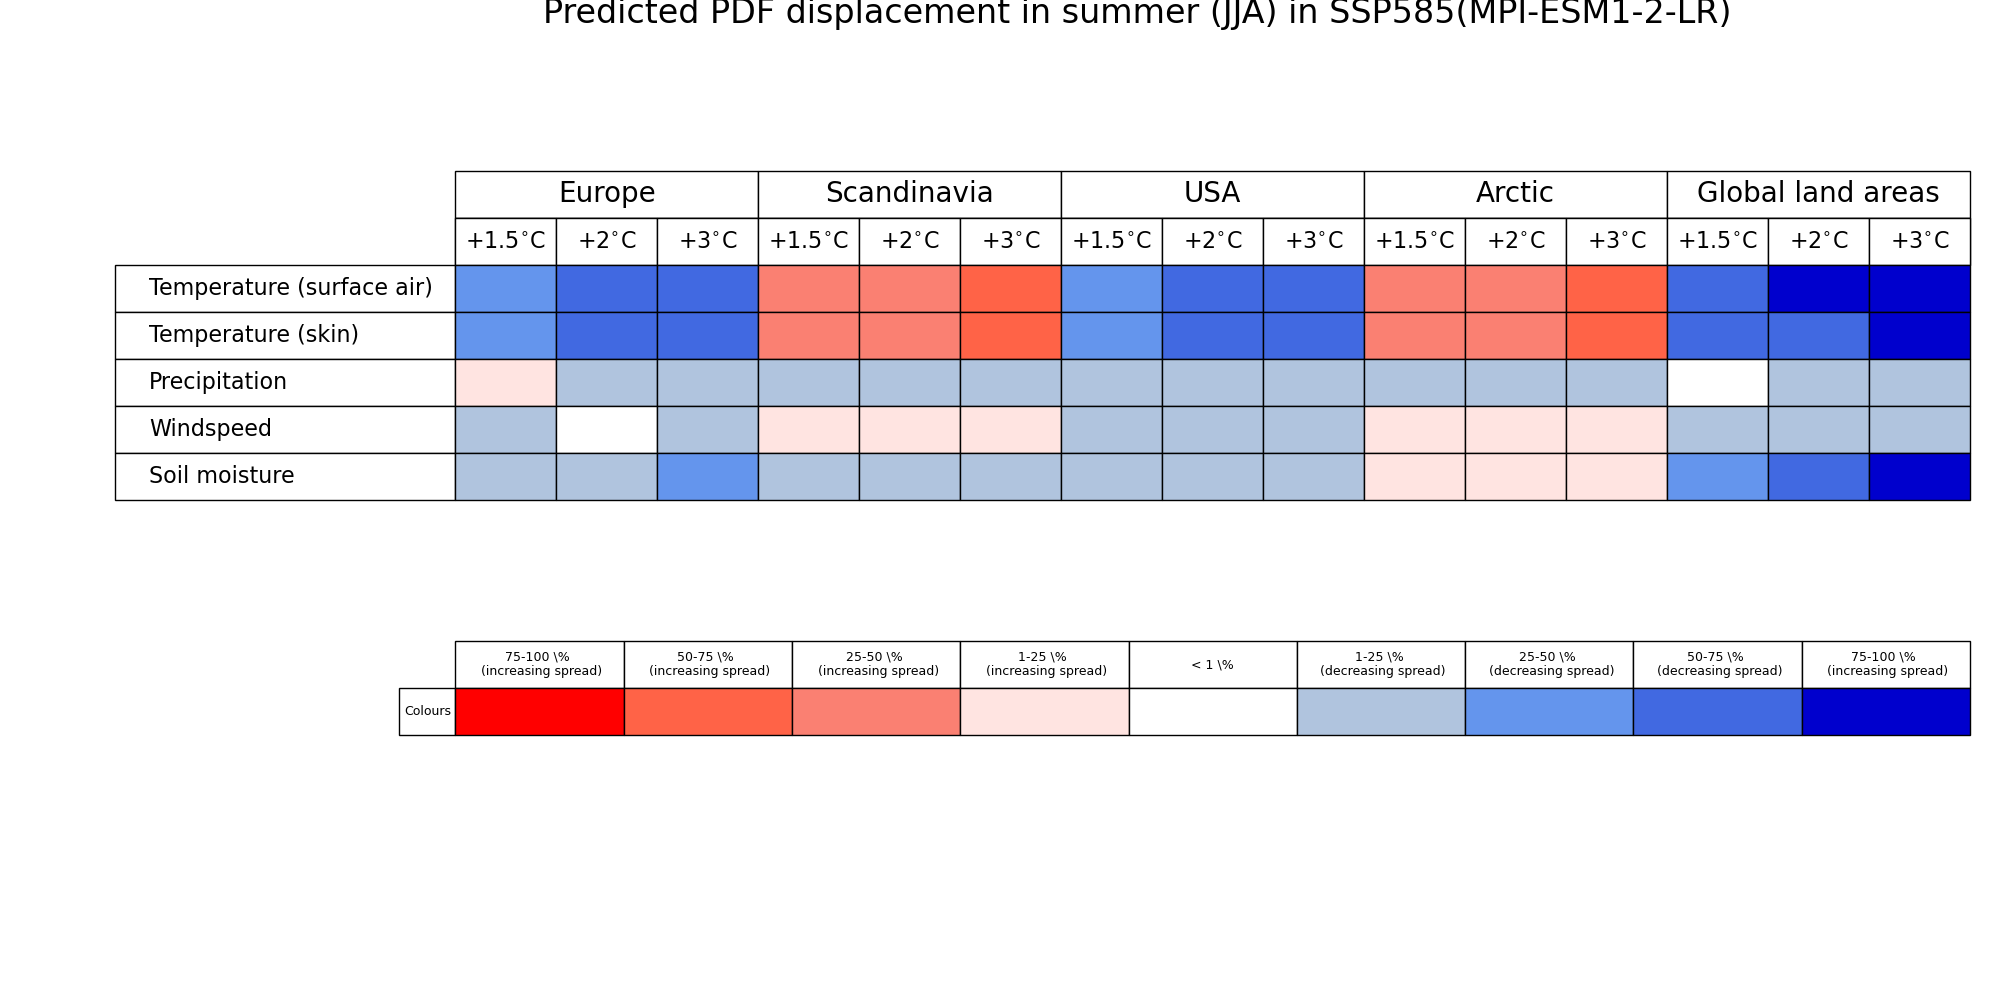 Predicted PDF displacement in summer (JJA) in SSP585(MPI-ESM1-2-LR)
Europe Scandinavia USA Arctic Global land areas
+1.5°C +2°C +3°C +1.5°C +2°C +3°C +1.5°C +2°C +3°C +1.5°C +2°C +3°C +1.5°C +2°C +3°C
Temperature (surface air)
Temperature (skin)
Precipitation
Windspeed
Soil moisture
75-100 \% 50-75 \% 25-50 \% 1-25 \% < 1 \% 1-25 \% 25-50 \% 50-75 \% 75-100 \%
(increasing spread) (increasing spread) (increasing spread) (increasing spread) (decreasing spread) (decreasing spread) (decreasing spread) (increasing spread)
Colours